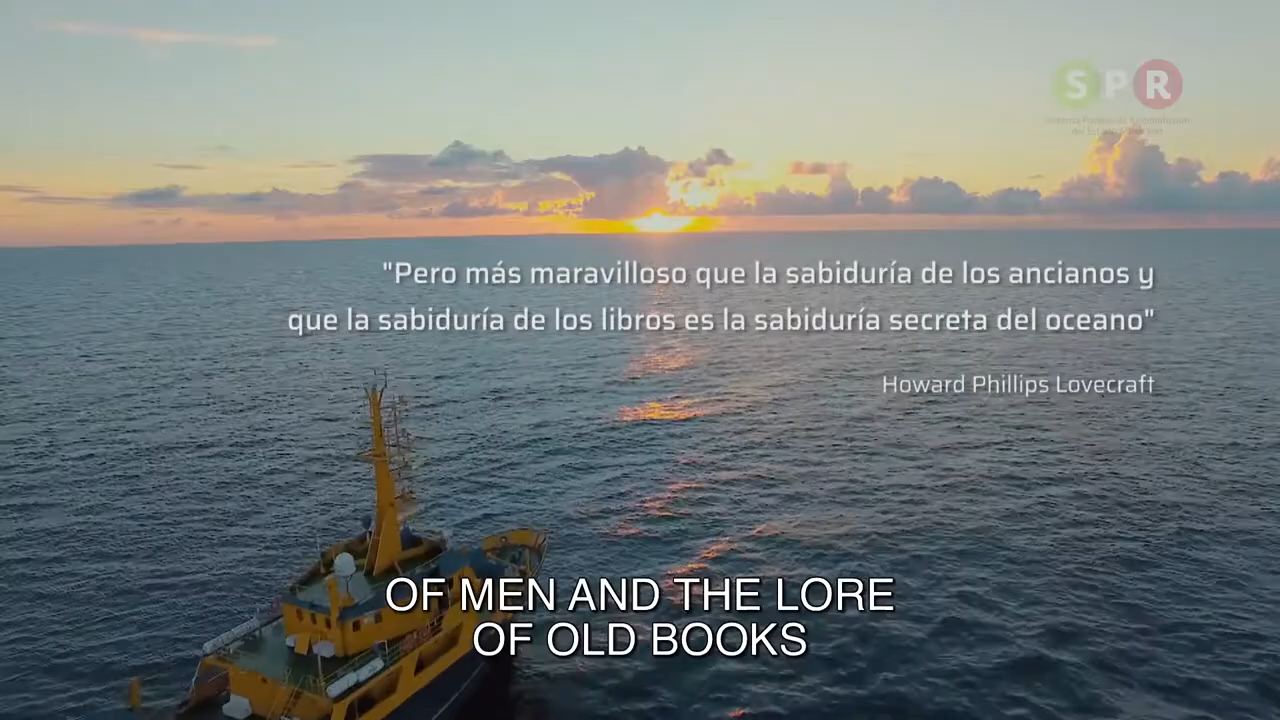 SPR
"Pero más maravilloso que la sabiduría de los ancianos y
que la sabiduría de los libros es la sabiduría secreta del oceano"
Howard Phillips Lovecraft
OF MEN AND THE LORE
OF OLD BOOKS